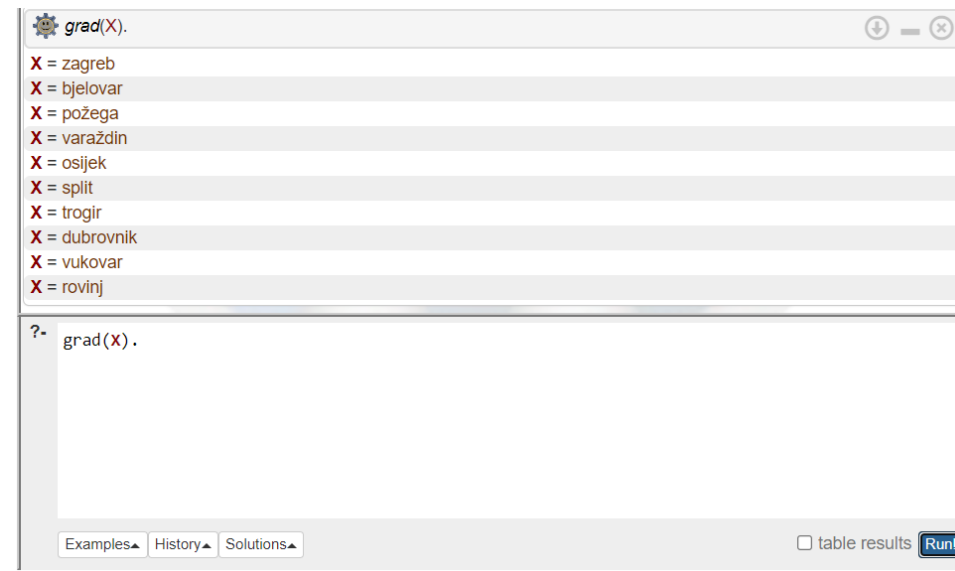 grad(X).
X = zagreb
X = bjelovar
X = požega
X = varaždin
X = osijek
X = split
X = trogir
X = dubrovnik
X = vukovar
X = rovinj
?- grad(X).
Examples▲ History▲ Solutions▲ table results Run!